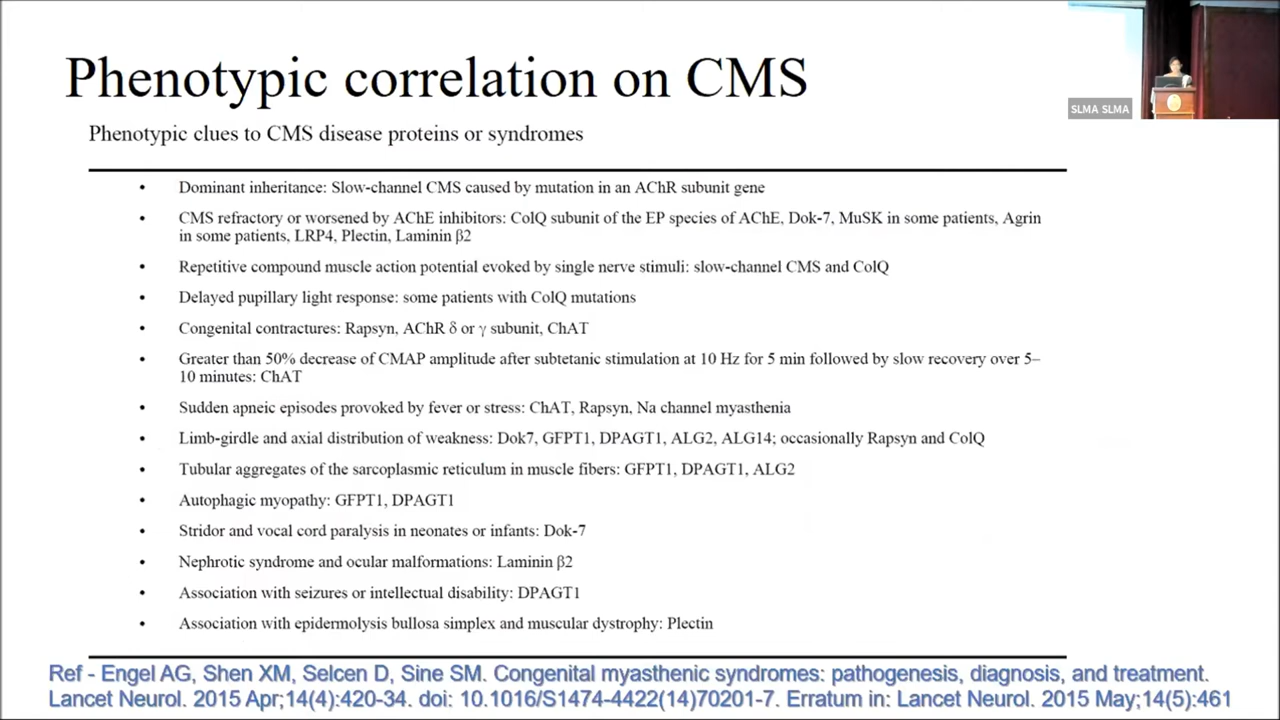 Phenotypic correlation on CMS
SLMA SLMA
Phenotypic clues to CMS disease proteins or syndromes
• Dominant inheritance: Slow-channel CMS caused by mutation in an AChR subunit gene
• CMS refractory or worsened by AChE inhibitors: ColQ subunit of the EP species of AChE, Dok-7, MuSK in some patients, Agrin
in some patients, LRP4, Plectin, Laminin β2
• Repetitive compound muscle action potential evoked by single nerve stimuli: slow-channel CMS and ColQ
• Delayed pupillary light response: some patients with ColQ mutations
• Congenital contractures: Rapsyn, AChR δ or γ subunit, ChAT
• Greater than 50% decrease of CMAP amplitude after subtetanic stimulation at 10 Hz for 5 min followed by slow recovery over 5–
10 minutes: ChAT
• Sudden apneic episodes provoked by fever or stress: ChAT, Rapsyn, Na channel myasthenia
• Limb-girdle and axial distribution of weakness: Dok7, GFPT1, DPAGT1, ALG2, ALG14; occasionally Rapsyn and ColQ
• Tubular aggregates of the sarcoplasmic reticulum in muscle fibers: GFPT1, DPAGT1, ALG2
• Autophagic myopathy: GFPT1, DPAGT1
• Stridor and vocal cord paralysis in neonates or infants: Dok-7
• Nephrotic syndrome and ocular malformations: Laminin β2
• Association with seizures or intellectual disability: DPAGT1
• Association with epidermolysis bullosa simplex and muscular dystrophy: Plectin
Ref - Engel AG, Shen XM, Selcen D, Sine SM. Congenital myasthenic syndromes: pathogenesis, diagnosis, and treatment.
Lancet Neurol. 2015 Apr;14(4):420-34. doi: 10.1016/S1474-4422(14)70201-7. Erratum in: Lancet Neurol. 2015 May;14(5):461